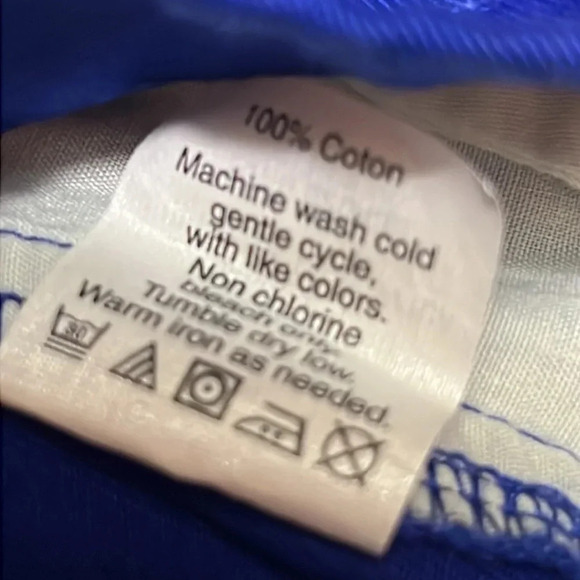 100% Coton
Machine wash cold
gentle cycle,
with like colors.
Non chlorine
bleach only.
Tumble dry low.
Warm iron as needed.
30